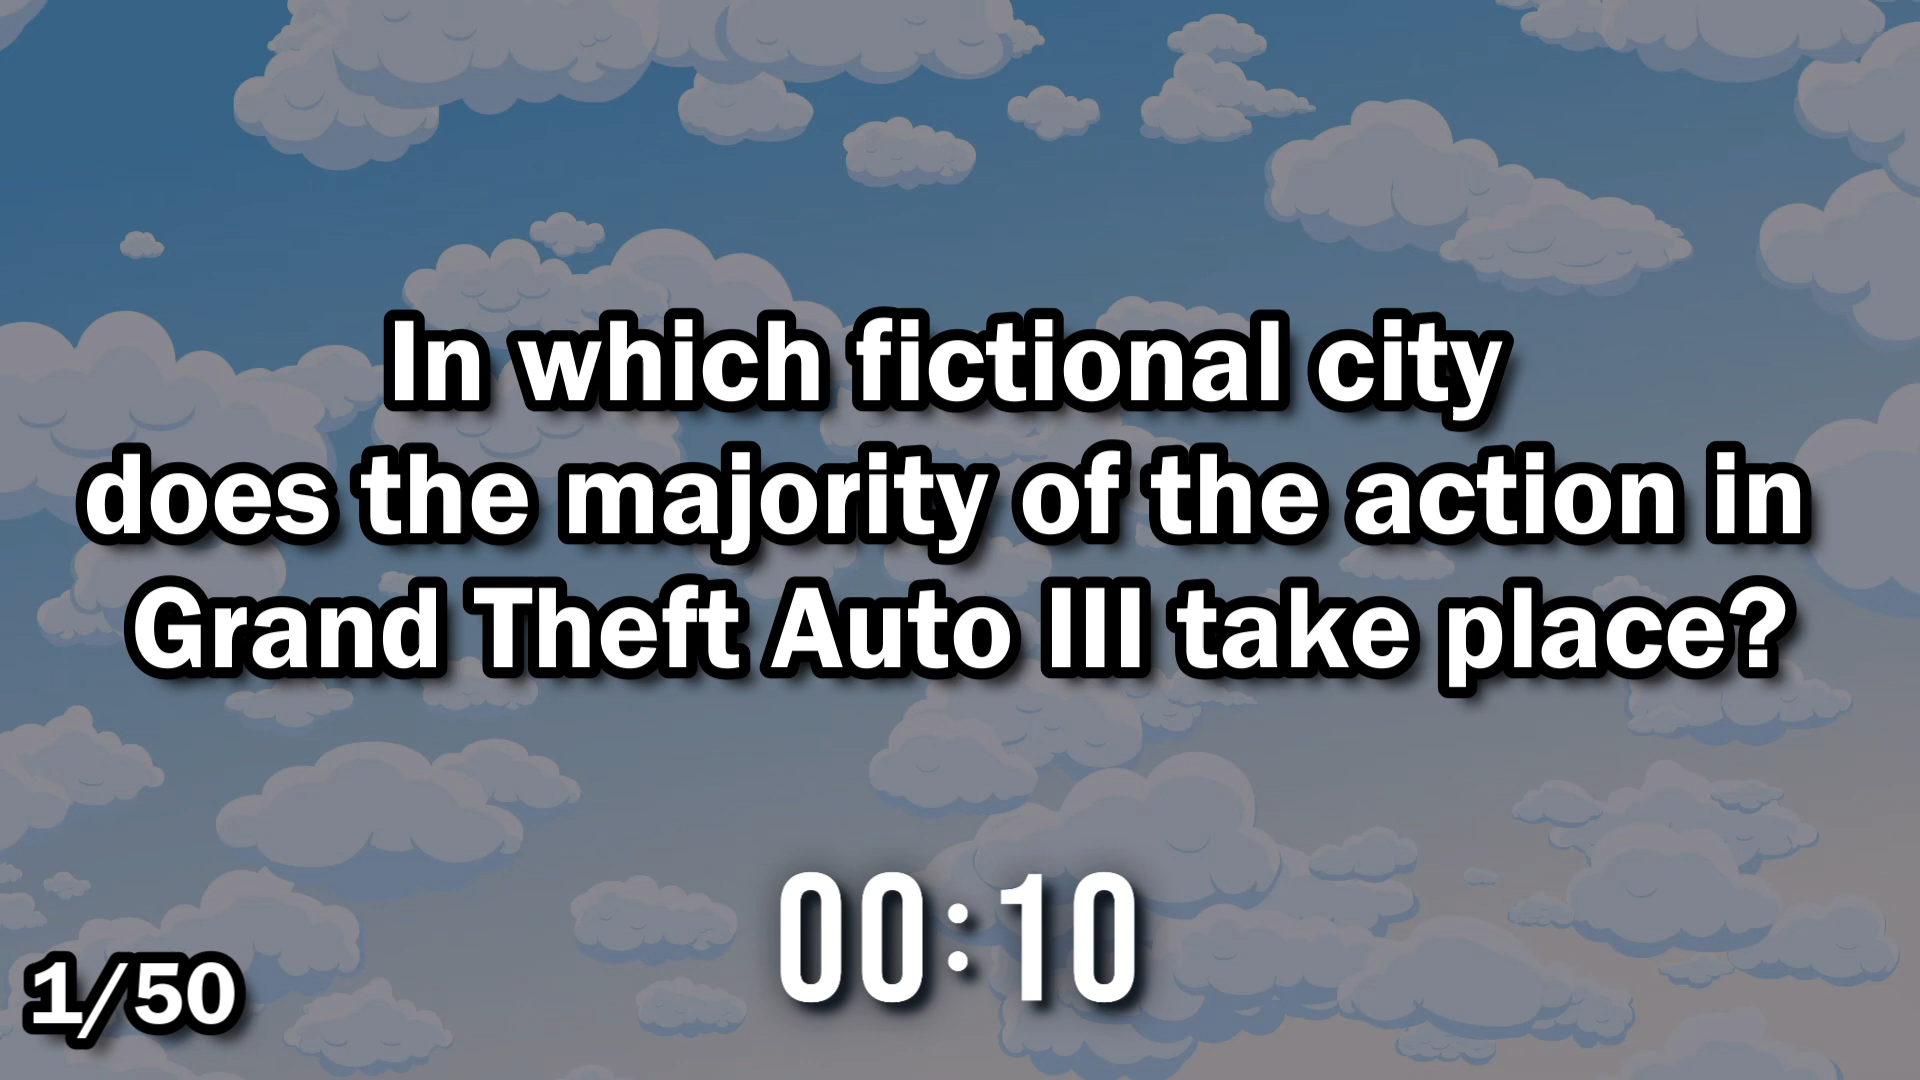 In which fictional city
does the majority of the action in
Grand Theft Auto III take place?
00:10
1/50